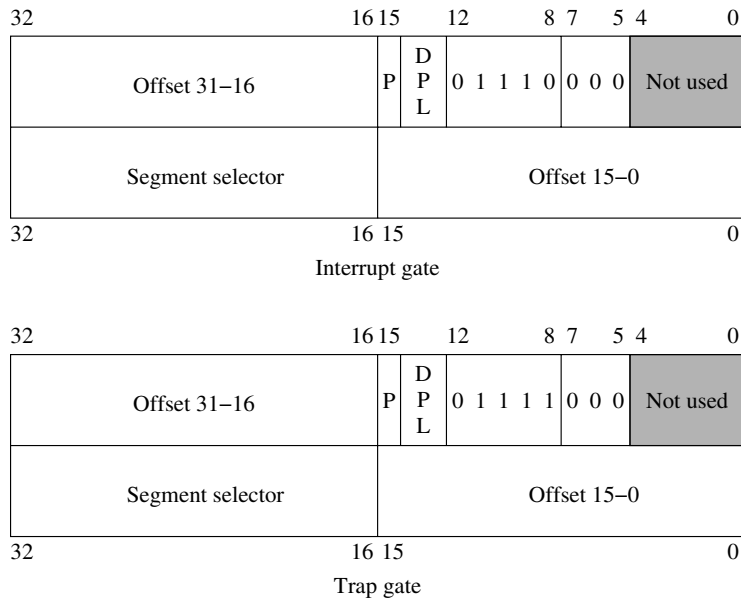 32 16 15 12 8 7 5 4 0
Offset 31−16 P D P L 0 1 1 1 0 0 0 0 Not used
Segment selector Offset 15−0
32 16 15 0
Interrupt gate
32 16 15 12 8 7 5 4 0
Offset 31−16 P D P L 0 1 1 1 1 0 0 0 Not used
Segment selector Offset 15−0
32 16 15 0
Trap gate